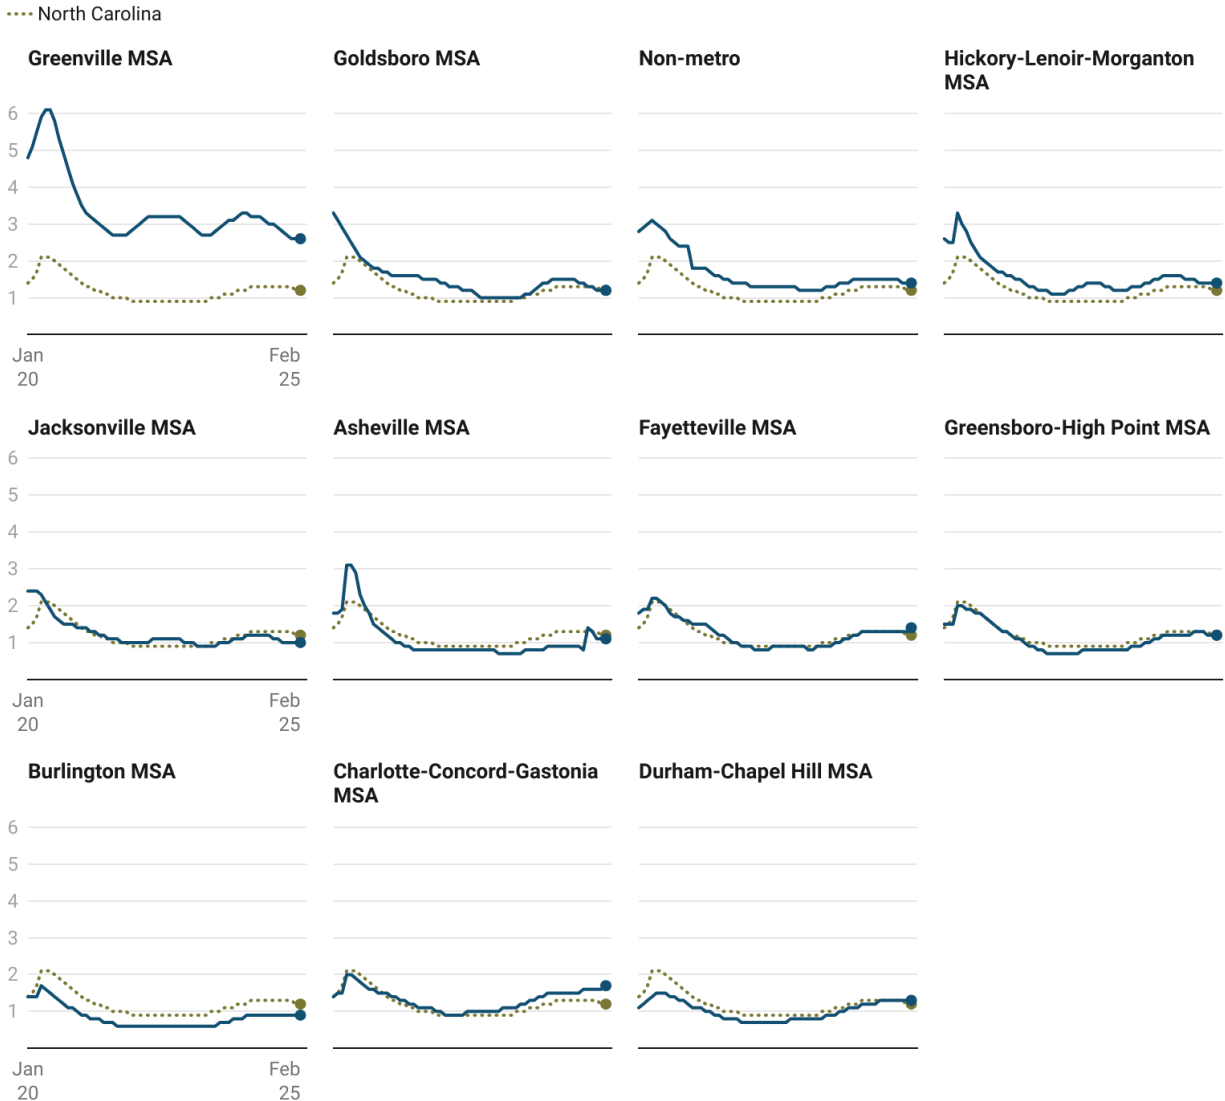 North Carolina
Greenville MSA
Goldsboro MSA
Non-metro
Hickory-Lenoir-Morganton
MSA
6
5
4
3
2
1
Jan
20
Feb
25
Jacksonville MSA
Asheville MSA
Fayetteville MSA
Greensboro-High Point MSA
6
5
4
3
2
1
Jan
20
Feb
25
Burlington MSA
Charlotte-Concord-Gastonia
MSA
Durham-Chapel Hill MSA
6
5
4
3
2
1
Jan
20
Feb
25